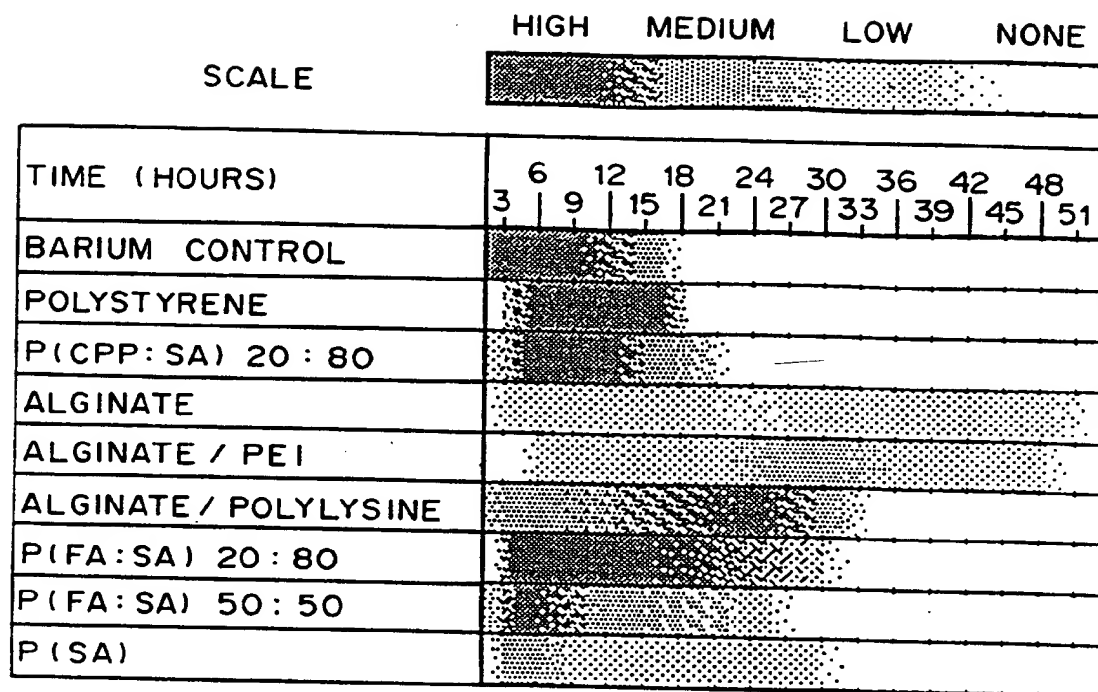 HIGH MEDIUM LOW NONE
SCALE
TIME (HOURS)
6 12 18 24 30 36 42 48
3 9 15 21 27 33 39 45 51
BARIUM CONTROL
POLYSTYRENE
P(CPP:SA) 20:80
ALGINATE
ALGINATE / PEI
ALGINATE / POLYLYSINE
P(FA:SA) 20:80
P(FA:SA) 50:50
P(SA)